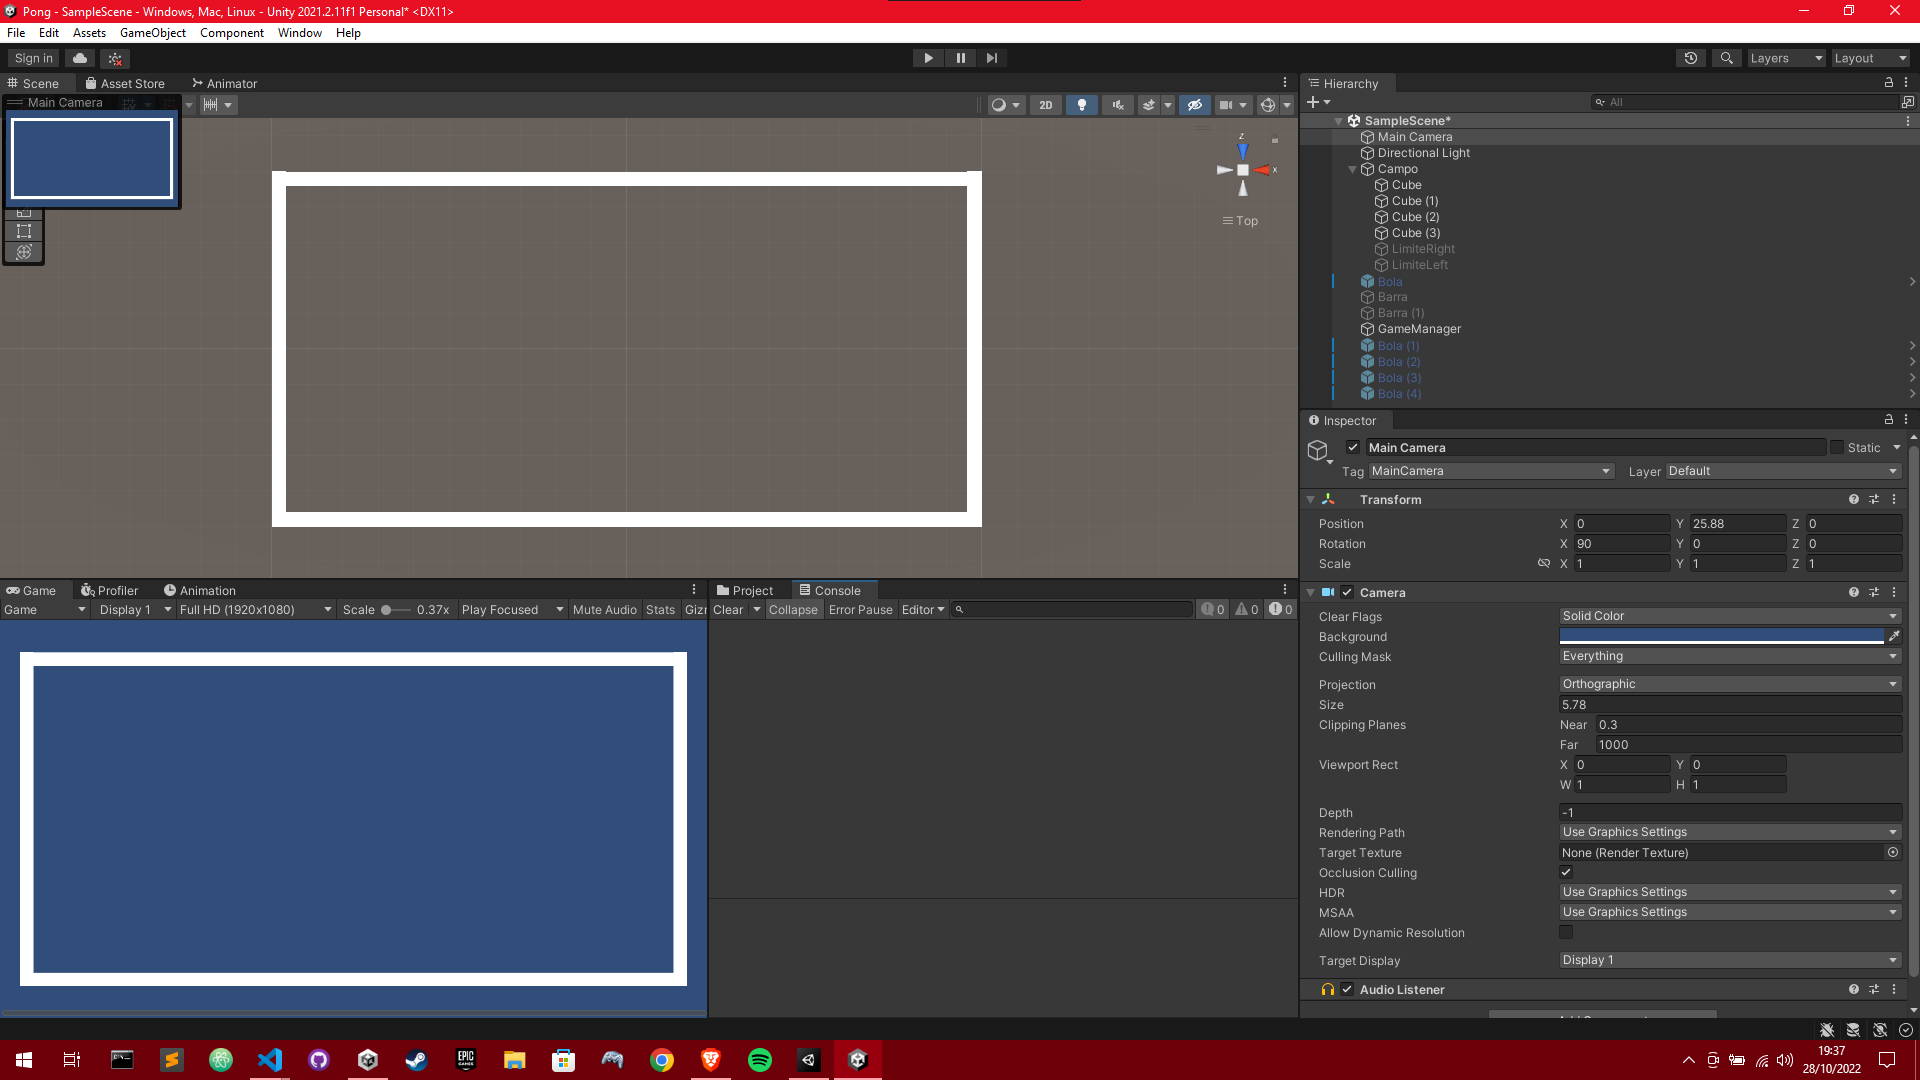 Pong - SampleScene - Windows, Mac, Linux - Unity 2021.2.11f1 Personal* <DX11>
File Edit Assets GameObject Component Window Help
Sign in
Layers Layout
Scene Asset Store Animator
Main Camera
2D
z
x
Top
Hierarchy
All
SampleScene*
Main Camera
Directional Light
Campo
Cube
Cube (1)
Cube (2)
Cube (3)
LimiteRight
LimiteLeft
Bola
Barra
Barra (1)
GameManager
Bola (1)
Bola (2)
Bola (3)
Bola (4)
Inspector
Main Camera Static
Tag MainCamera Layer Default
Transform
Position X 0 Y 25.88 Z 0
Rotation X 90 Y 0 Z 0
Scale X 1 Y 1 Z 1
Camera
Clear Flags Solid Color
Background
Culling Mask Everything
Projection Orthographic
Size 5.78
Clipping Planes Near 0.3
Far 1000
Viewport Rect X 0 Y 0
W 1 H 1
Depth -1
Rendering Path Use Graphics Settings
Target Texture None (Render Texture)
Occlusion Culling
HDR Use Graphics Settings
MSAA Use Graphics Settings
Allow Dynamic Resolution
Target Display Display 1
Audio Listener
Game Profiler Animation
Game Display 1 Full HD (1920x1080) Scale 0.37x Play Focused Mute Audio Stats Giz
Project Console
Clear Collapse Error Pause Editor 0 0 0
EPIC GAMES
19:37
28/10/2022